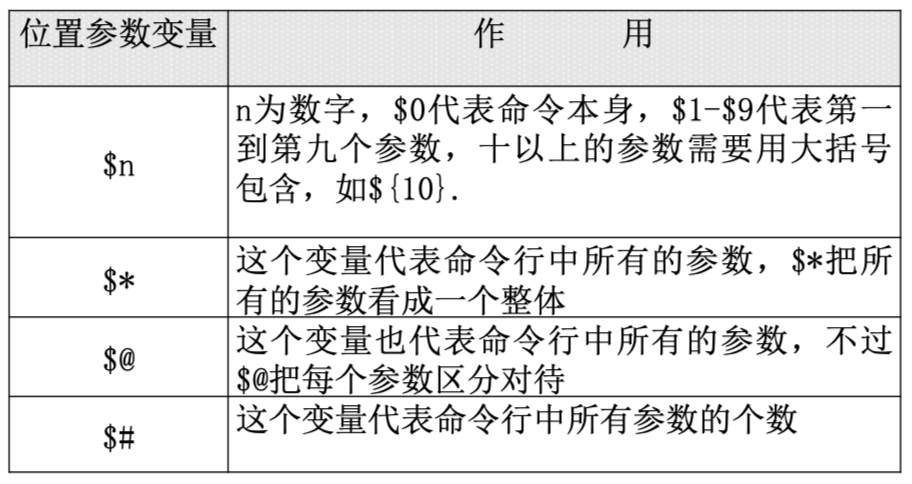 位置参数变量
作 用
$n
n为数字，$0代表命令本身，$1-$9代表第一
到第九个参数，十以上的参数需要用大括号
包含，如${10}.
$*
这个变量代表命令行中所有的参数，$*把所
有的参数看成一个整体
$@
这个变量也代表命令行中所有的参数，不过
$@把每个参数区分对待
$#
这个变量代表命令行中所有参数的个数